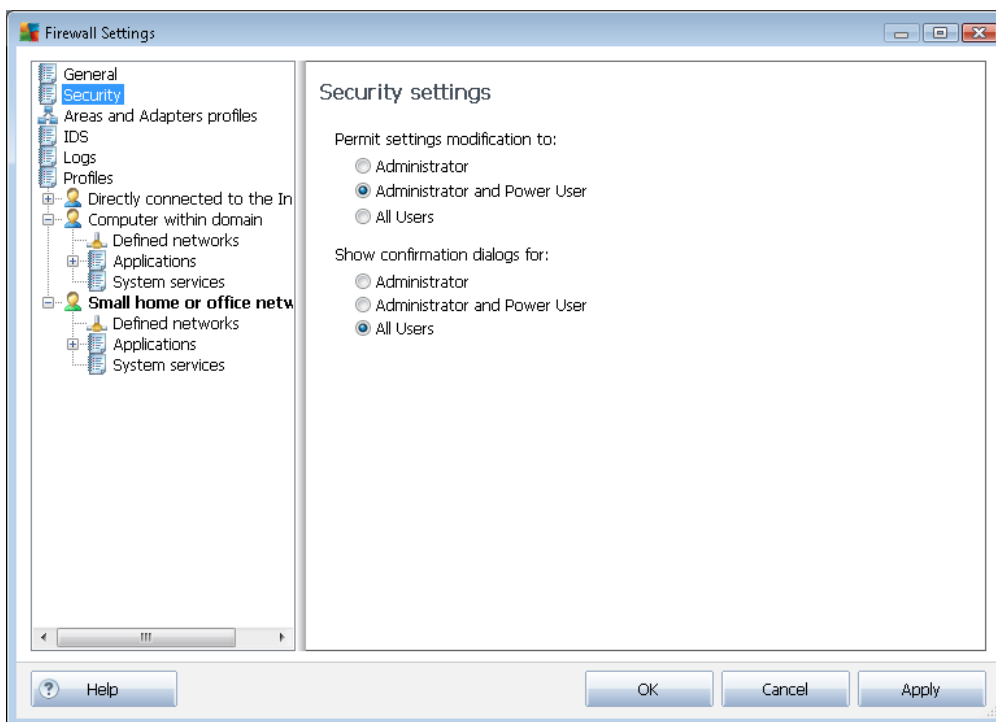 Firewall Settings
General
Security
Areas and Adapters profiles
IDS
Logs
Profiles
Directly connected to the In
Computer within domain
Defined networks
Applications
System services
Small home or office netw
Defined networks
Applications
System services
Security settings
Permit settings modification to:
Administrator
Administrator and Power User
All Users
Show confirmation dialogs for:
Administrator
Administrator and Power User
All Users
? Help
OK
Cancel
Apply